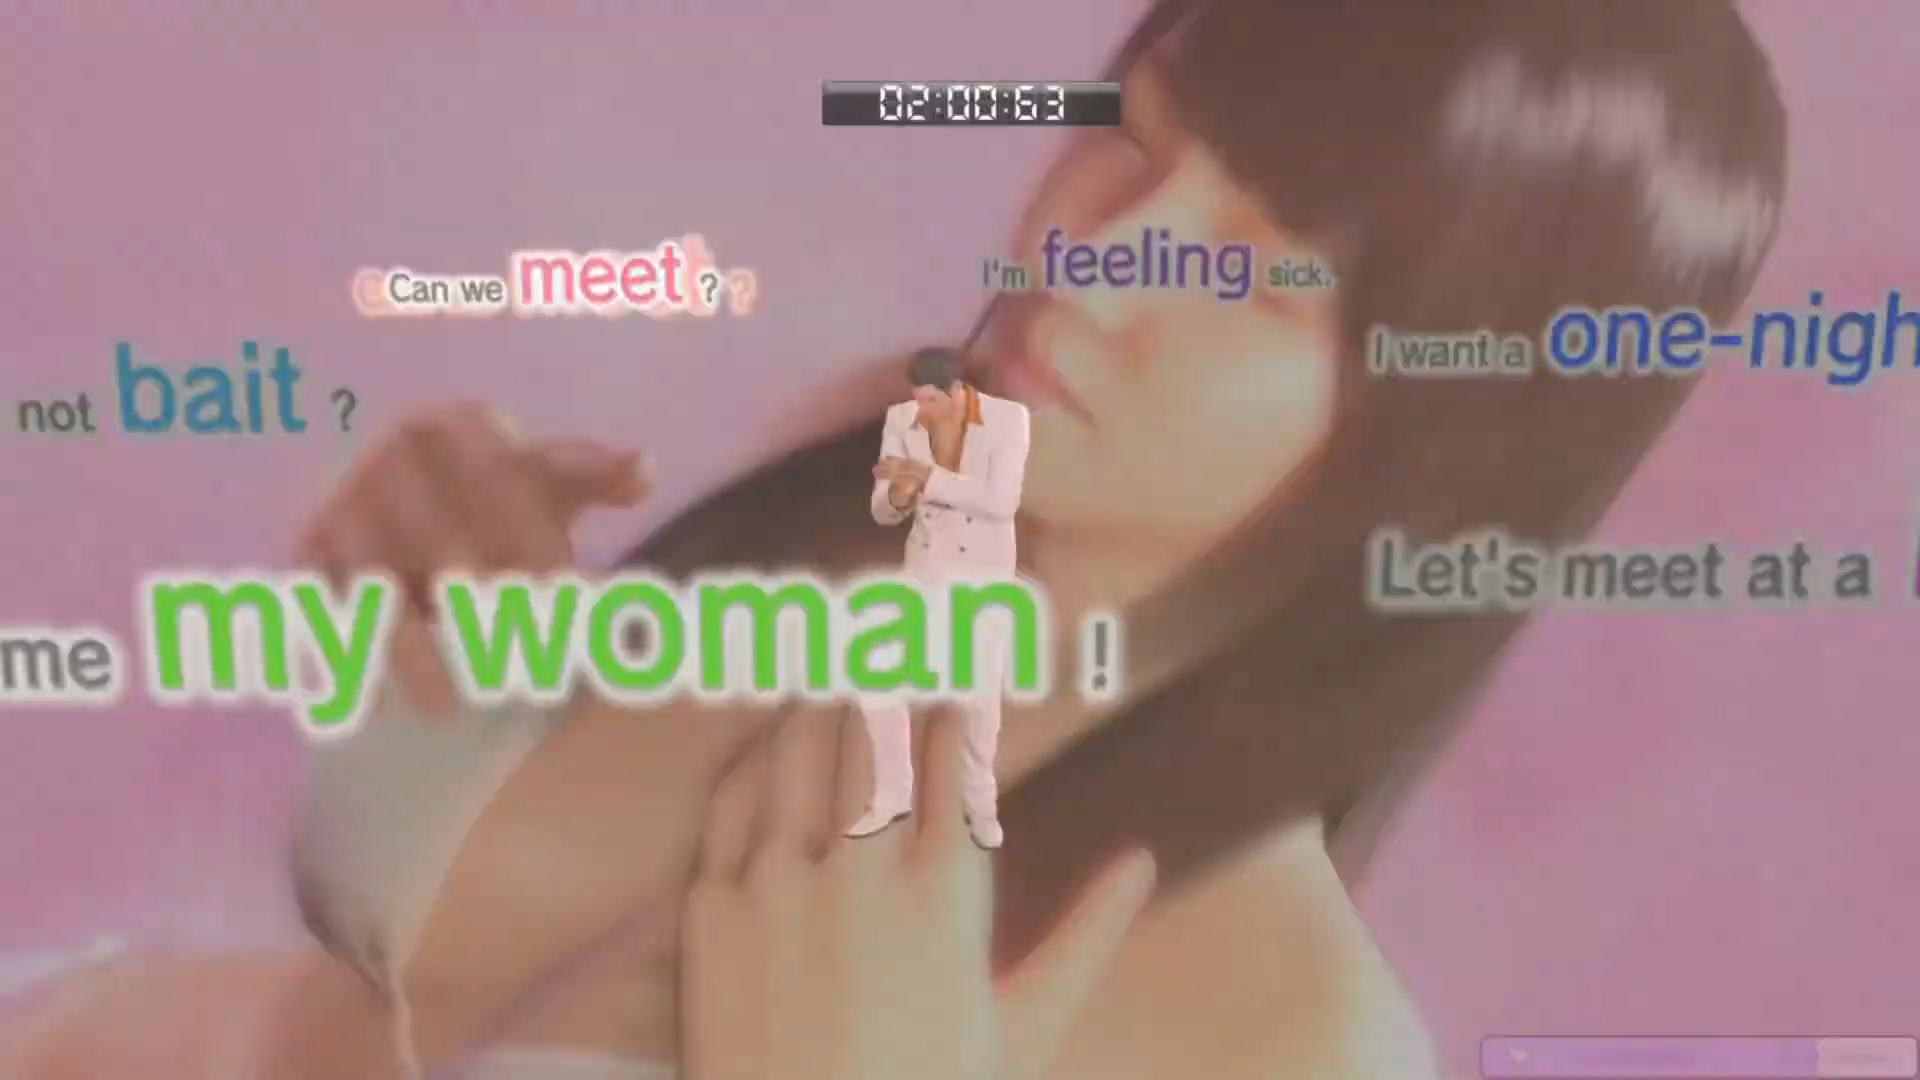 02:00:63
Can we meet ?
I'm feeling sick.
I want a one-nigh
not bait ?
Let's meet at a
me my woman !